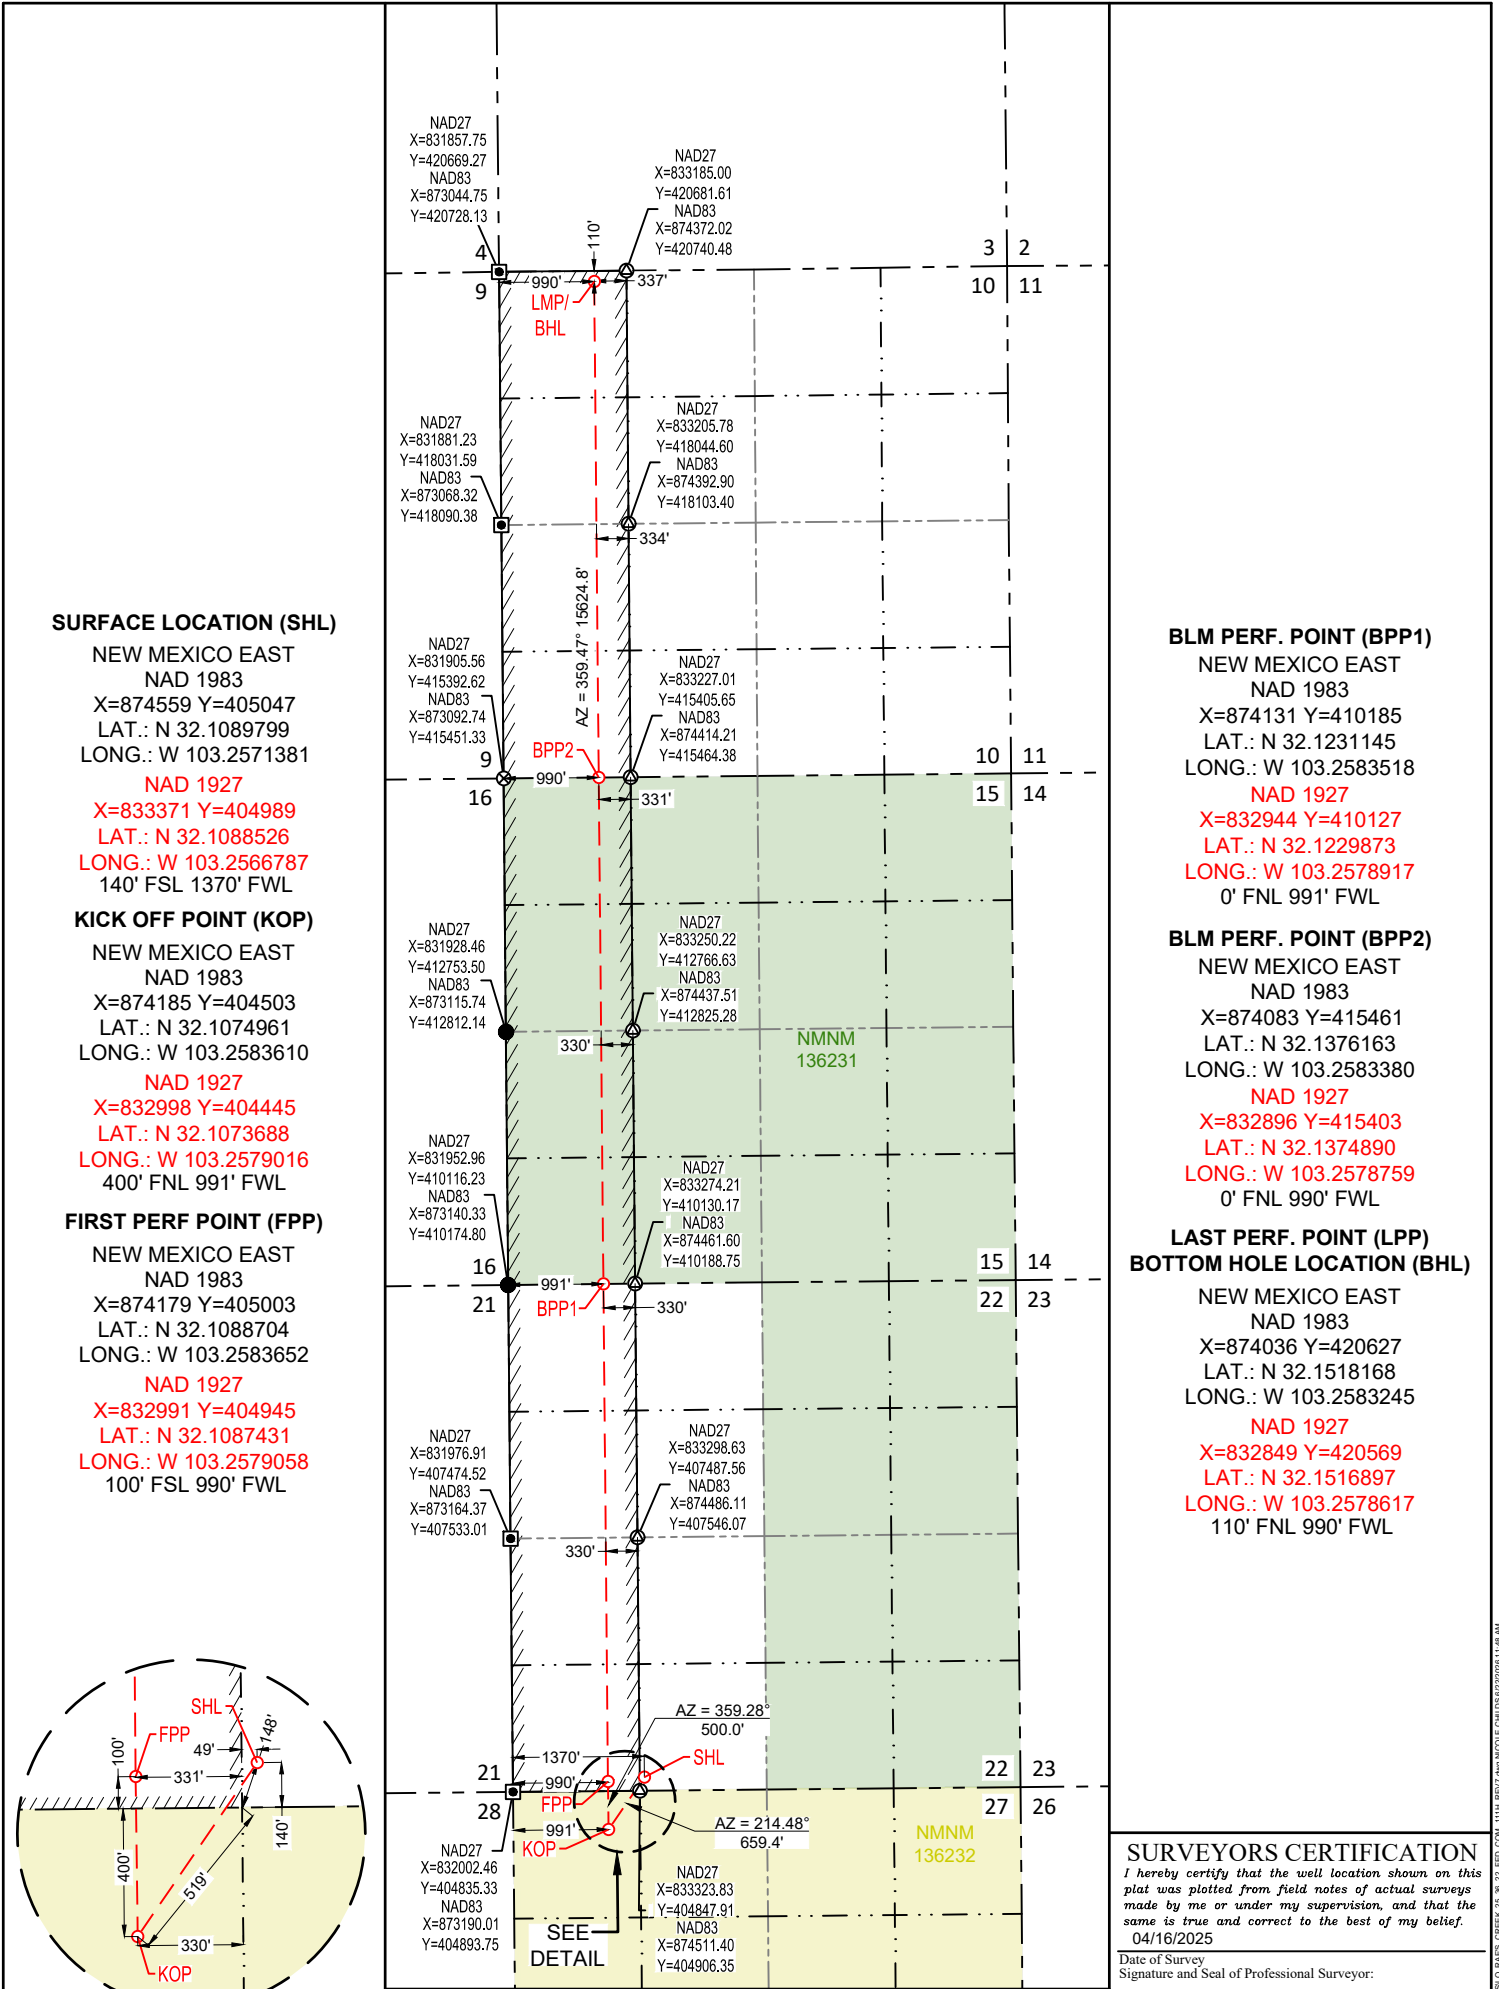 SURFACE LOCATION (SHL)
NEW MEXICO EAST
NAD 1983
X=874559 Y=405047
LAT.: N 32.1089799
LONG.: W 103.2571381
NAD 1927
X=833371 Y=404989
LAT.: N 32.1088526
LONG.: W 103.2566787
140' FSL 1370' FWL
KICK OFF POINT (KOP)
NEW MEXICO EAST
NAD 1983
X=874185 Y=404503
LAT.: N 32.1074961
LONG.: W 103.2583610
NAD 1927
X=832998 Y=404445
LAT.: N 32.1073688
LONG.: W 103.2579016
400' FNL 991' FWL
FIRST PERF POINT (FPP)
NEW MEXICO EAST
NAD 1983
X=874179 Y=405003
LAT.: N 32.1088704
LONG.: W 103.2583652
NAD 1927
X=832991 Y=404945
LAT.: N 32.1087431
LONG.: W 103.2579058
100' FSL 990' FWL
SHL
FPP
148'
49'
100'
331'
140'
400'
519'
330'
KOP
NAD27
X=831857.75
Y=420669.27
NAD83
X=873044.75
Y=420728.13
NAD27
X=833185.00
Y=420681.61
NAD83
X=874372.02
Y=420740.48
110'
4
3 2
9
990'
337'
10 11
LMP/
BHL
NAD27
X=831881.23
Y=418031.59
NAD83
X=873068.32
Y=418090.38
NAD27
X=833205.78
Y=418044.60
NAD83
X=874392.90
Y=418103.40
334'
AZ = 359.47° 15624.8'
NAD27
X=831905.56
Y=415392.62
NAD83
X=873092.74
Y=415451.33
NAD27
X=833227.01
Y=415405.65
NAD83
X=874414.21
Y=415464.38
BPP2
9
990'
10 11
16
331'
15 14
NAD27
X=831928.46
Y=412753.50
NAD83
X=873115.74
Y=412812.14
NAD27
X=833250.22
Y=412766.63
NAD83
X=874437.51
Y=412825.28
330'
NMNM
136231
NAD27
X=831952.96
Y=410116.23
NAD83
X=873140.33
Y=410174.80
NAD27
X=833274.21
Y=410130.17
NAD83
X=874461.60
Y=410188.75
16
991'
15 14
21
BPP1
330'
22 23
NAD27
X=831976.91
Y=407474.52
NAD83
X=873164.37
Y=407533.01
NAD27
X=833298.63
Y=407487.56
NAD83
X=874486.11
Y=407546.07
330'
AZ = 359.28°
500.0'
1370'
SHL
21
990'
22 23
28
FPP
27 26
991'
KOP
AZ = 214.48°
659.4'
NMNM
136232
NAD27
X=832002.46
Y=404835.33
NAD83
X=873190.01
Y=404893.75
SEE
DETAIL
NAD27
X=833323.83
Y=404847.91
NAD83
X=874511.40
Y=404906.35
BLM PERF. POINT (BPP1)
NEW MEXICO EAST
NAD 1983
X=874131 Y=410185
LAT.: N 32.1231145
LONG.: W 103.2583518
NAD 1927
X=832944 Y=410127
LAT.: N 32.1229873
LONG.: W 103.2578917
0' FNL 991' FWL
BLM PERF. POINT (BPP2)
NEW MEXICO EAST
NAD 1983
X=874083 Y=415461
LAT.: N 32.1376163
LONG.: W 103.2583380
NAD 1927
X=832896 Y=415403
LAT.: N 32.1374890
LONG.: W 103.2578759
0' FNL 990' FWL
LAST PERF. POINT (LPP)
BOTTOM HOLE LOCATION (BHL)
NEW MEXICO EAST
NAD 1983
X=874036 Y=420627
LAT.: N 32.1518168
LONG.: W 103.2583245
NAD 1927
X=832849 Y=420569
LAT.: N 32.1516897
LONG.: W 103.2578617
110' FNL 990' FWL
SURVEYORS CERTIFICATION
I hereby certify that the well location shown on this
plat was plotted from field notes of actual surveys
made by me or under my supervision, and that the
same is true and correct to the best of my belief.
04/16/2025
Date of Survey
Signature and Seal of Professional Surveyor: